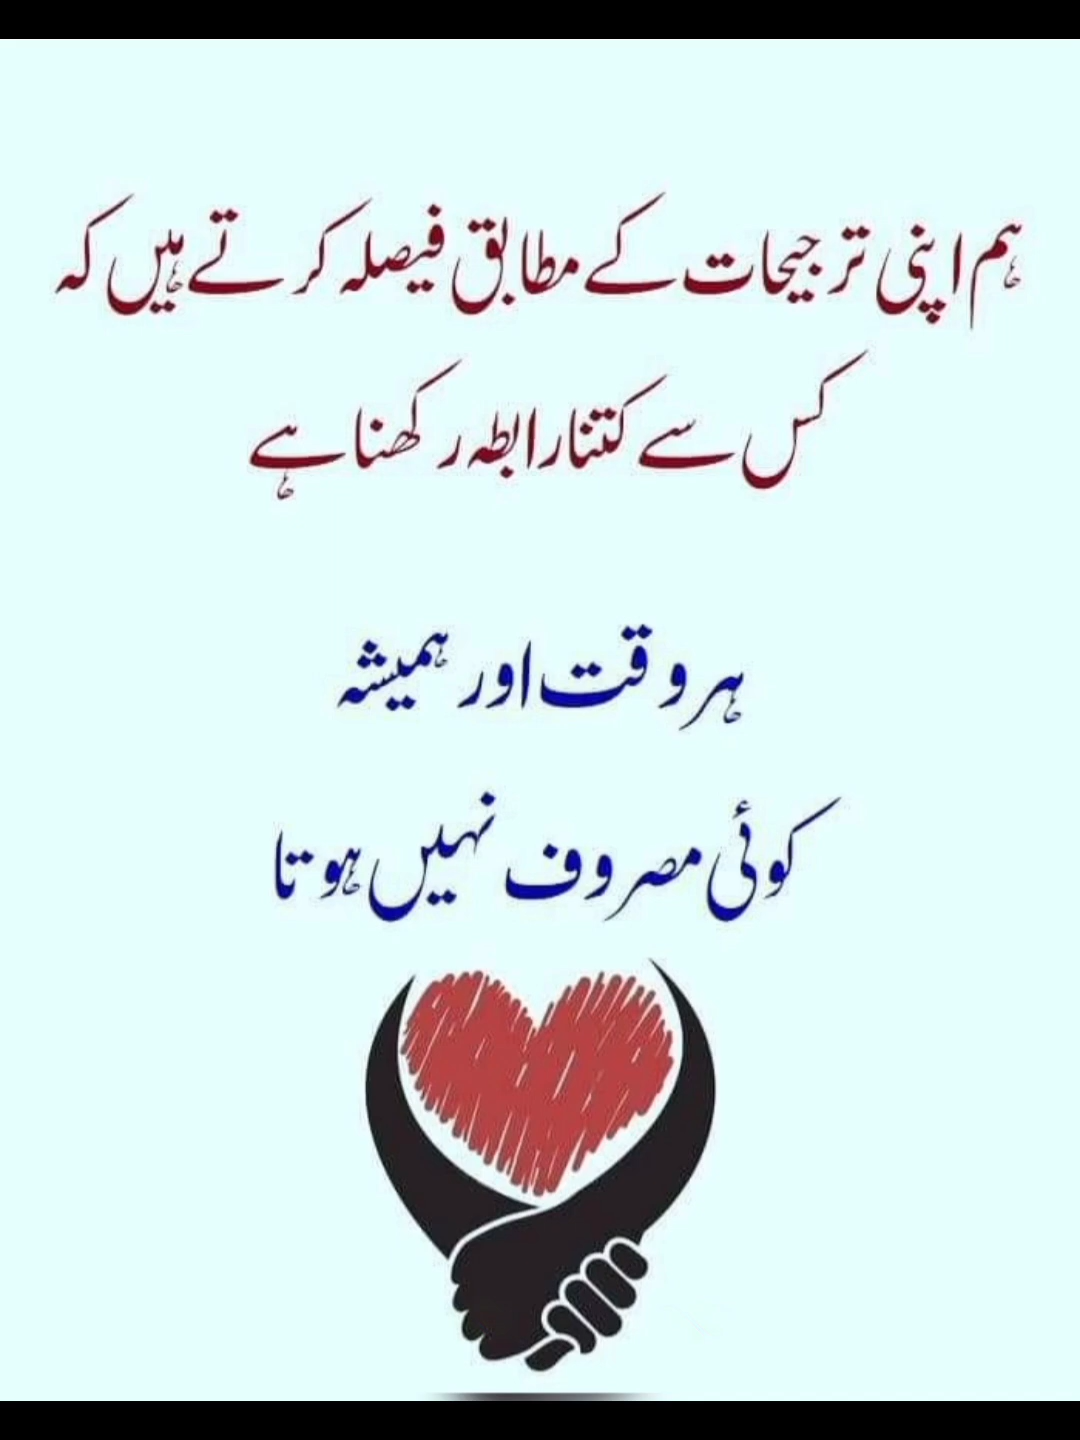 ہم اپنی ترجیحات کے مطابق فیصلہ کرتے ہیں کہ
کس سے کتنا رابطہ رکھنا ہے
ہر وقت اور ہمیشہ
کوئی مصروف نہیں ہوتا